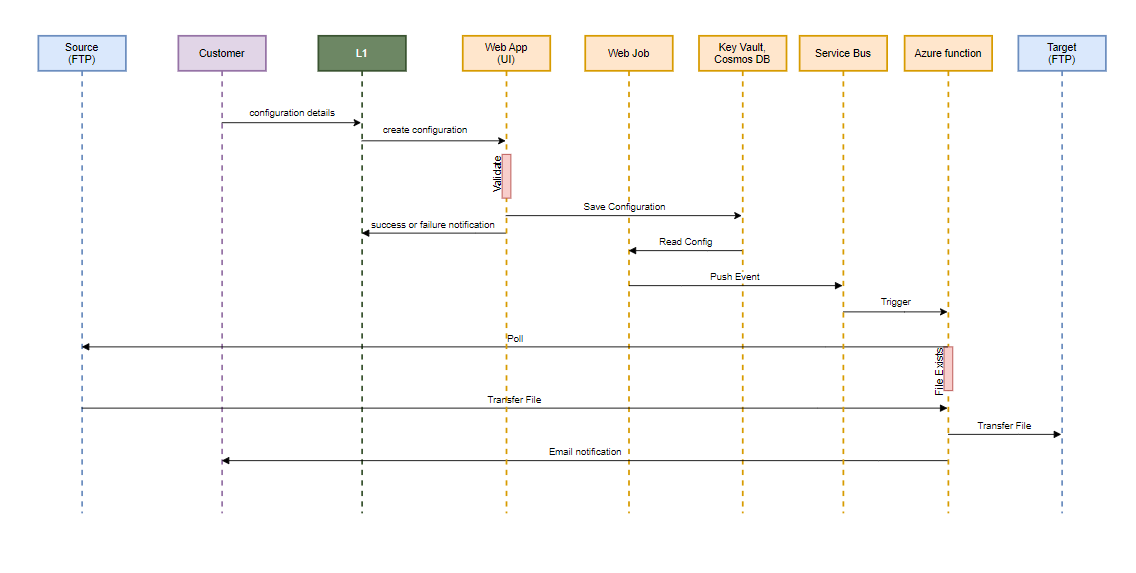 Source
(FTP)
Customer
L1
Web App
(UI)
Web Job
Key Vault,
Cosmos DB
Service Bus
Azure function
Target
(FTP)
configuration details
create configuration
Validate
Save Configuration
success or failure notification
Read Config
Push Event
Trigger
Poll
File Exists
Transfer File
Transfer File
Email notification